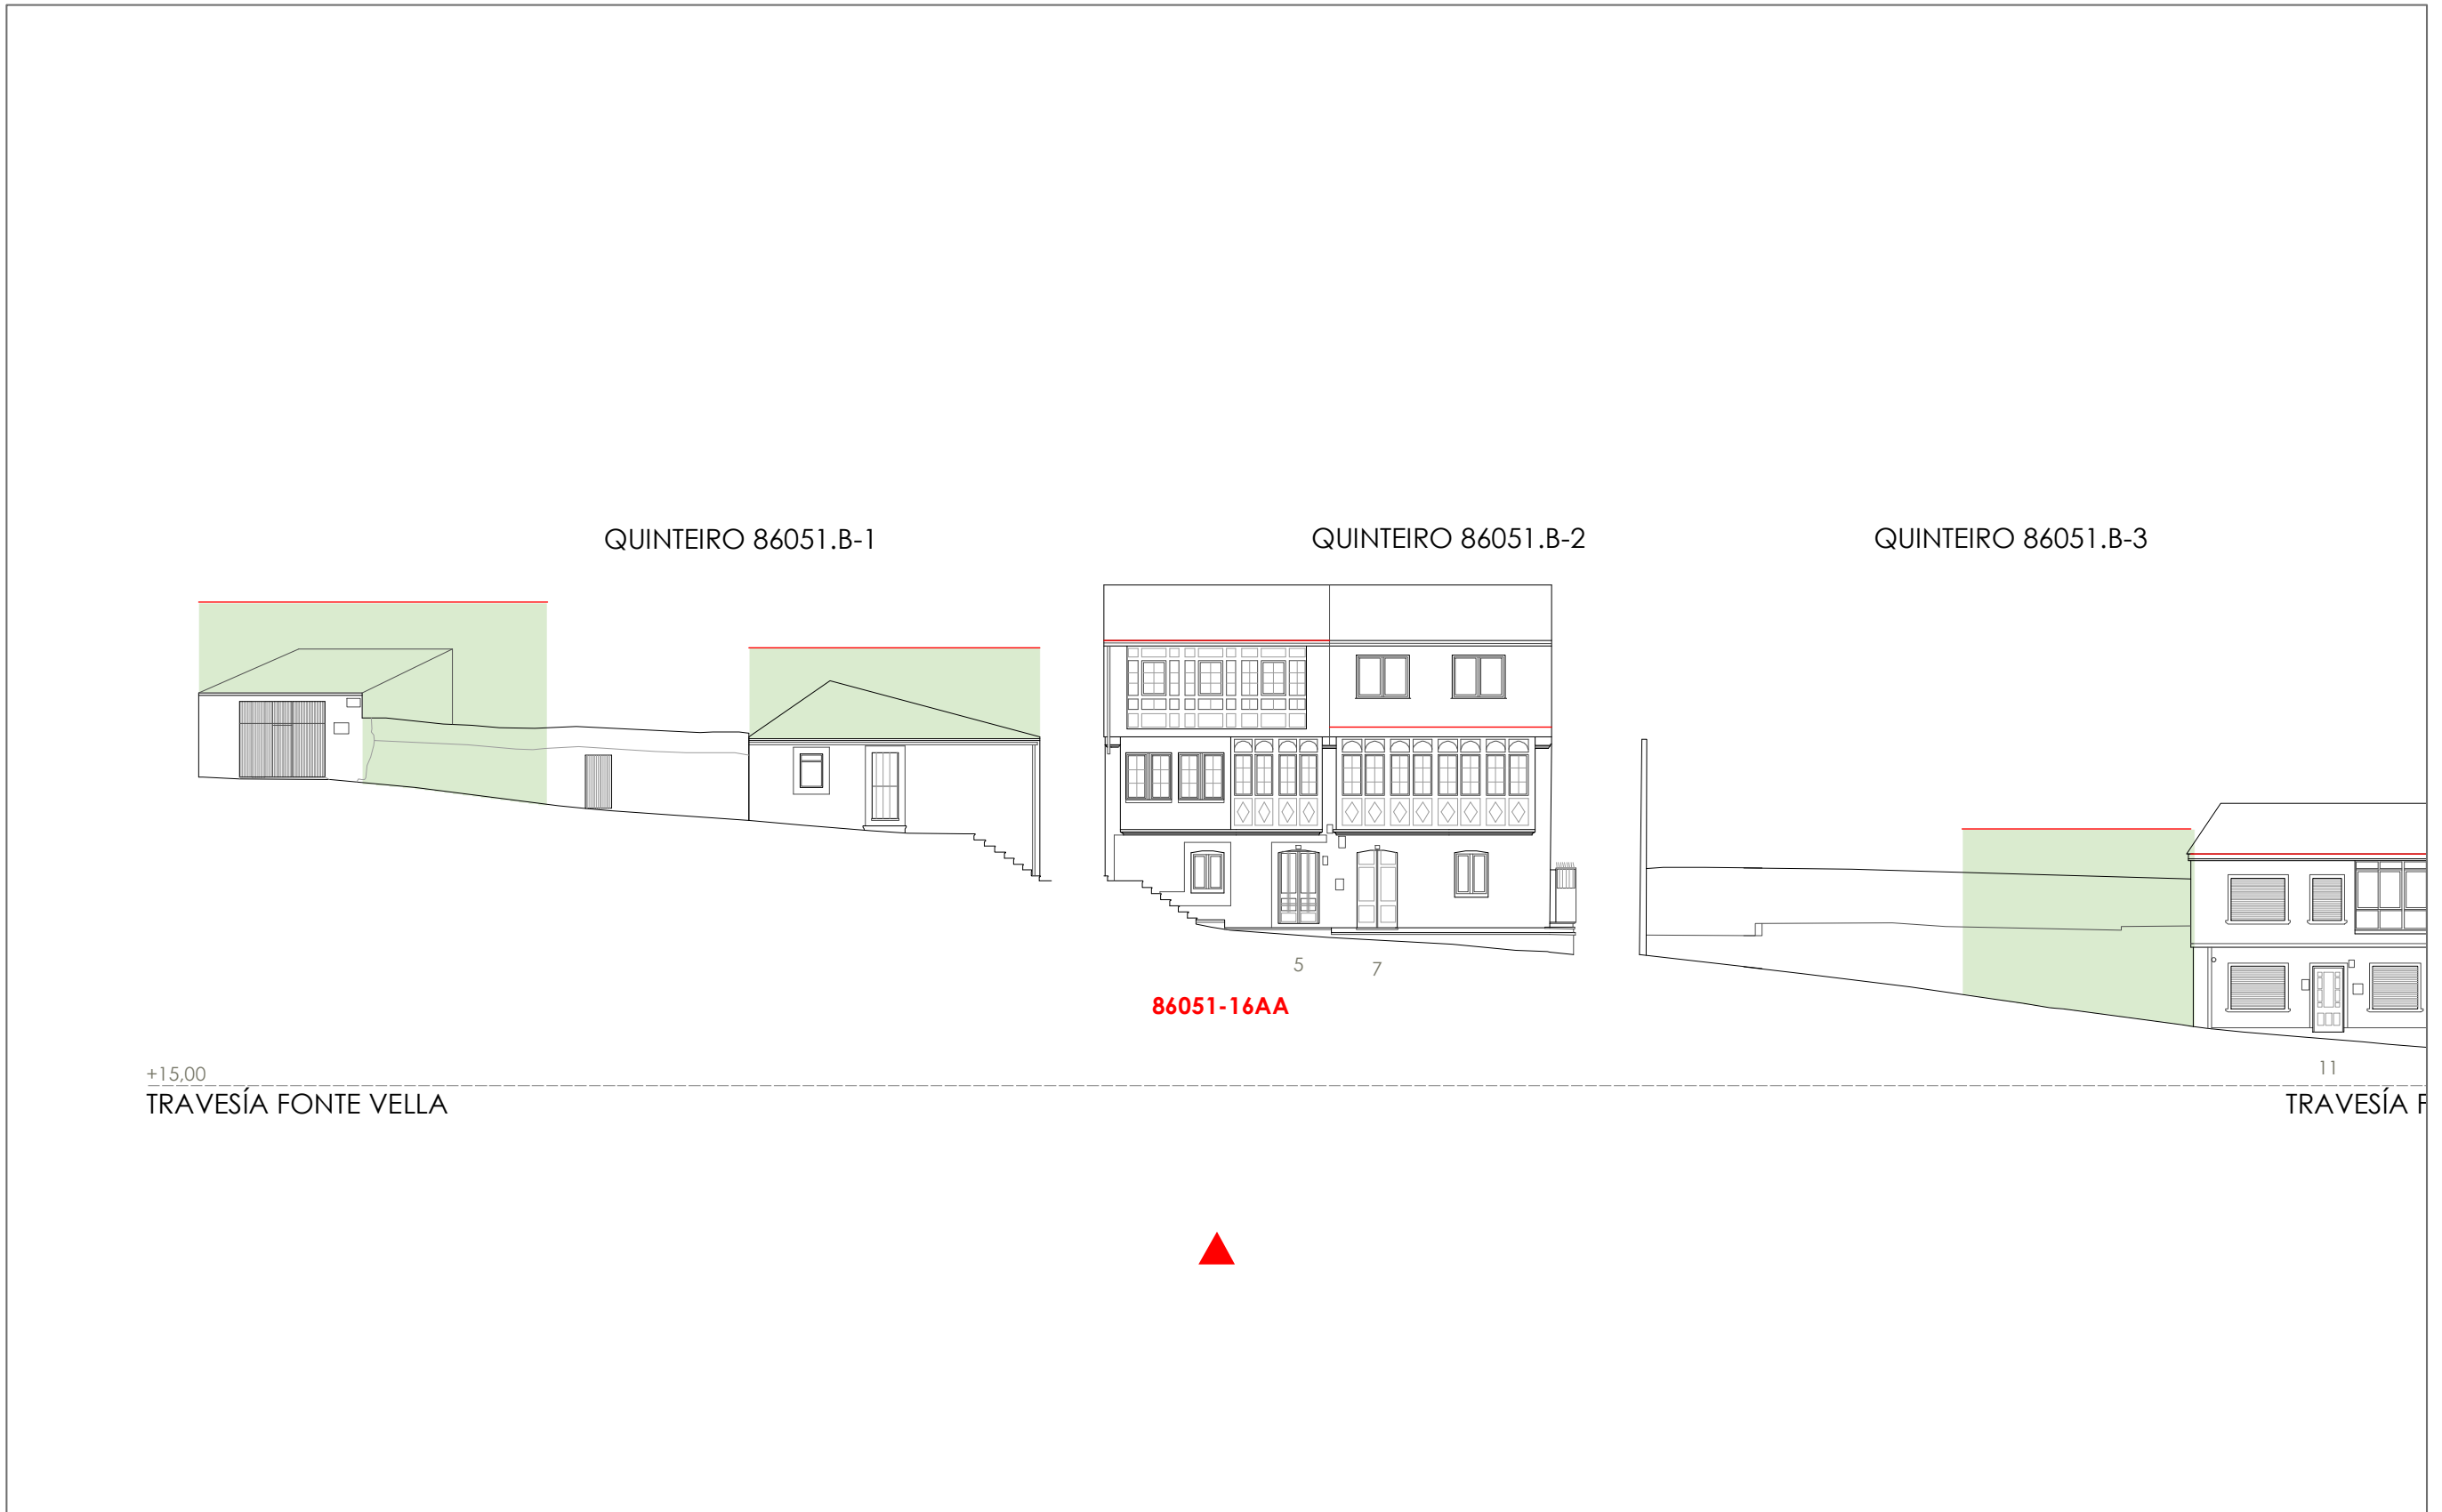 QUINTEIRO 86051.B-1
QUINTEIRO 86051.B-2
QUINTEIRO 86051.B-3
5
7
86051-16AA
11
+15,00
TRAVESÍA FONTE VELLA
TRAVESÍA F